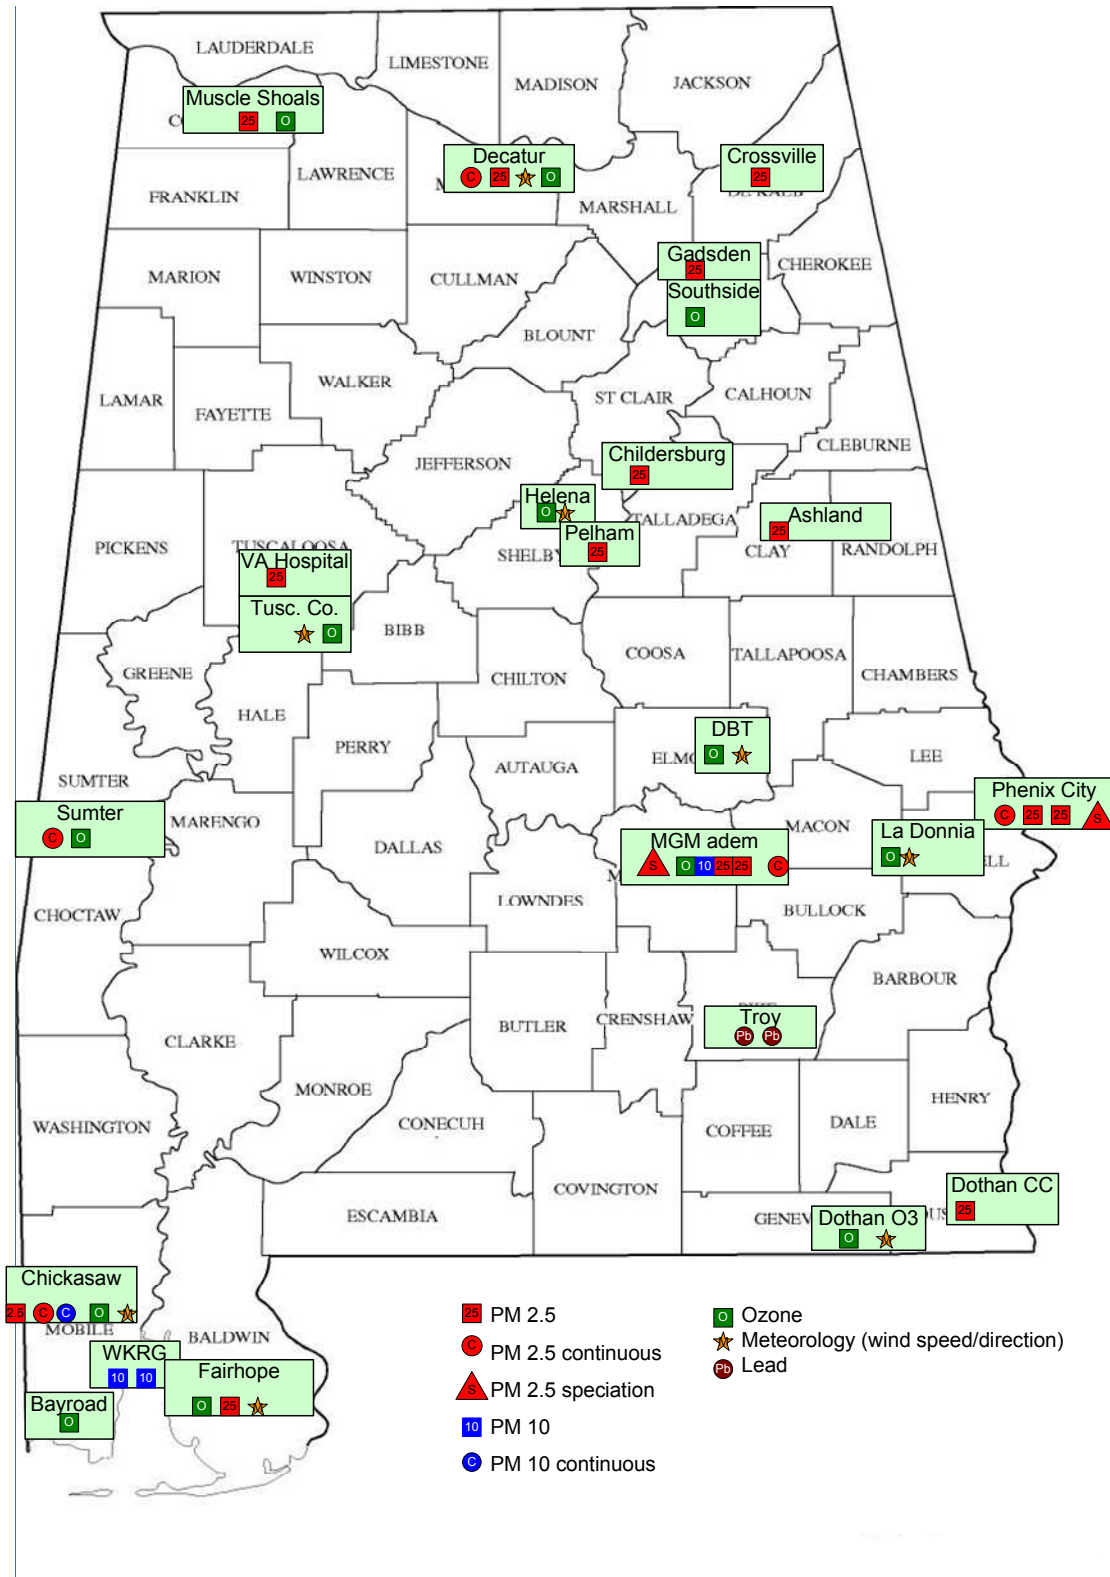 LAUDERDALE
LIMESTONE
MADISON
JACKSON
Muscle Shoals
25 O
Decatur
C 25 M O
Crossville
25
LAWRENCE
FRANKLIN
MARSHALL
DE KALB
Gadsden
25
Southside
O
CHEROKEE
MARION
WINSTON
CULLMAN
BLOUNT
WALKER
LAMAR
FAYETTE
ST CLAIR
CALHOUN
CLEBURNE
JEFFERSON
Childersburg
25
Helena
O M
Pelham
25
TALLADEGA
Ashland
25
CLAY
RANDOLPH
PICKENS
TUSCALOOSA
SHELBY
VA Hospital
25
Tusc. Co.
M O
BIBB
COOSA
TALLAPOOSA
CHAMBERS
GREENE
CHILTON
HALE
PERRY
DBT
O M
ELMO
LEE
AUTAUGA
SUMTER
Sumter
C O
MARENGO
DALLAS
Phenix City
C 25 25 S
MACON
La Donnia
O M
ELL
MGM adem
S O 10 25 25 C
M
LOWNDES
BULLOCK
CHOCTAW
WILCOX
BARBOUR
BUTLER
CRENSHAW
Troy
Pb Pb
CLARKE
MONROE
CONECUH
COFFEE
DALE
HENRY
WASHINGTON
COVINGTON
ESCAMBIA
Dothan CC
25
GENEV
Dothan O3
O M
OUS
Chickasaw
2.5 C C O M
MOBILE
BALDWIN
WKRG
10 10
Fairhope
O 25 M
Bayroad
O
25 PM 2.5
C PM 2.5 continuous
S PM 2.5 speciation
10 PM 10
C PM 10 continuous
O Ozone
M Meteorology (wind speed/direction)
Pb Lead